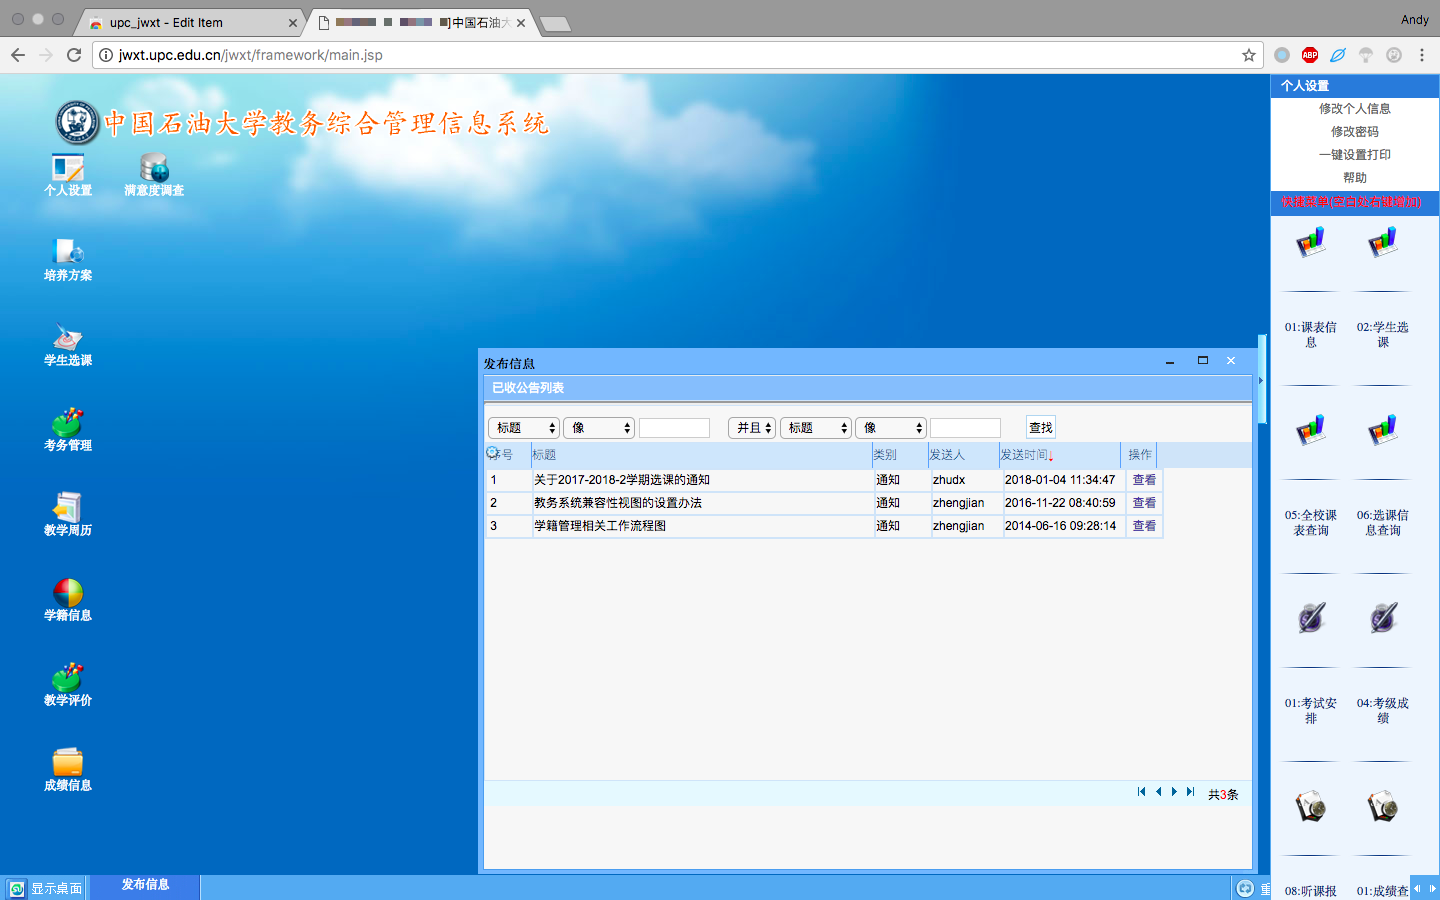 upc_jwxt - Edit Item
]中国石油大
Andy
jwxt.upc.edu.cn/jwxt/framework/main.jsp
ABP
中国石油大学教务综合管理信息系统
个人设置
满意度调查
培养方案
学生选课
考务管理
教学周历
学籍信息
教学评价
成绩信息
发布信息
已收公告列表
标题 像 并且 标题 像 查找
序号 标题 类别 发送人 发送时间↓ 操作
1 关于2017-2018-2学期选课的通知 通知 zhudx 2018-01-04 11:34:47 查看
2 教务系统兼容性视图的设置办法 通知 zhengjian 2016-11-22 08:40:59 查看
3 学籍管理相关工作流程图 通知 zhengjian 2014-06-16 09:28:14 查看
共3条
个人设置
修改个人信息
修改密码
一键设置打印
帮助
快捷菜单(空白处右键增加)
01:课表信
息
02:学生选
课
05:全校课
表查询
06:选课信
息查询
01:考试安
排
04:考级成
绩
08:听课报
01:成绩查
显示桌面
发布信息
重